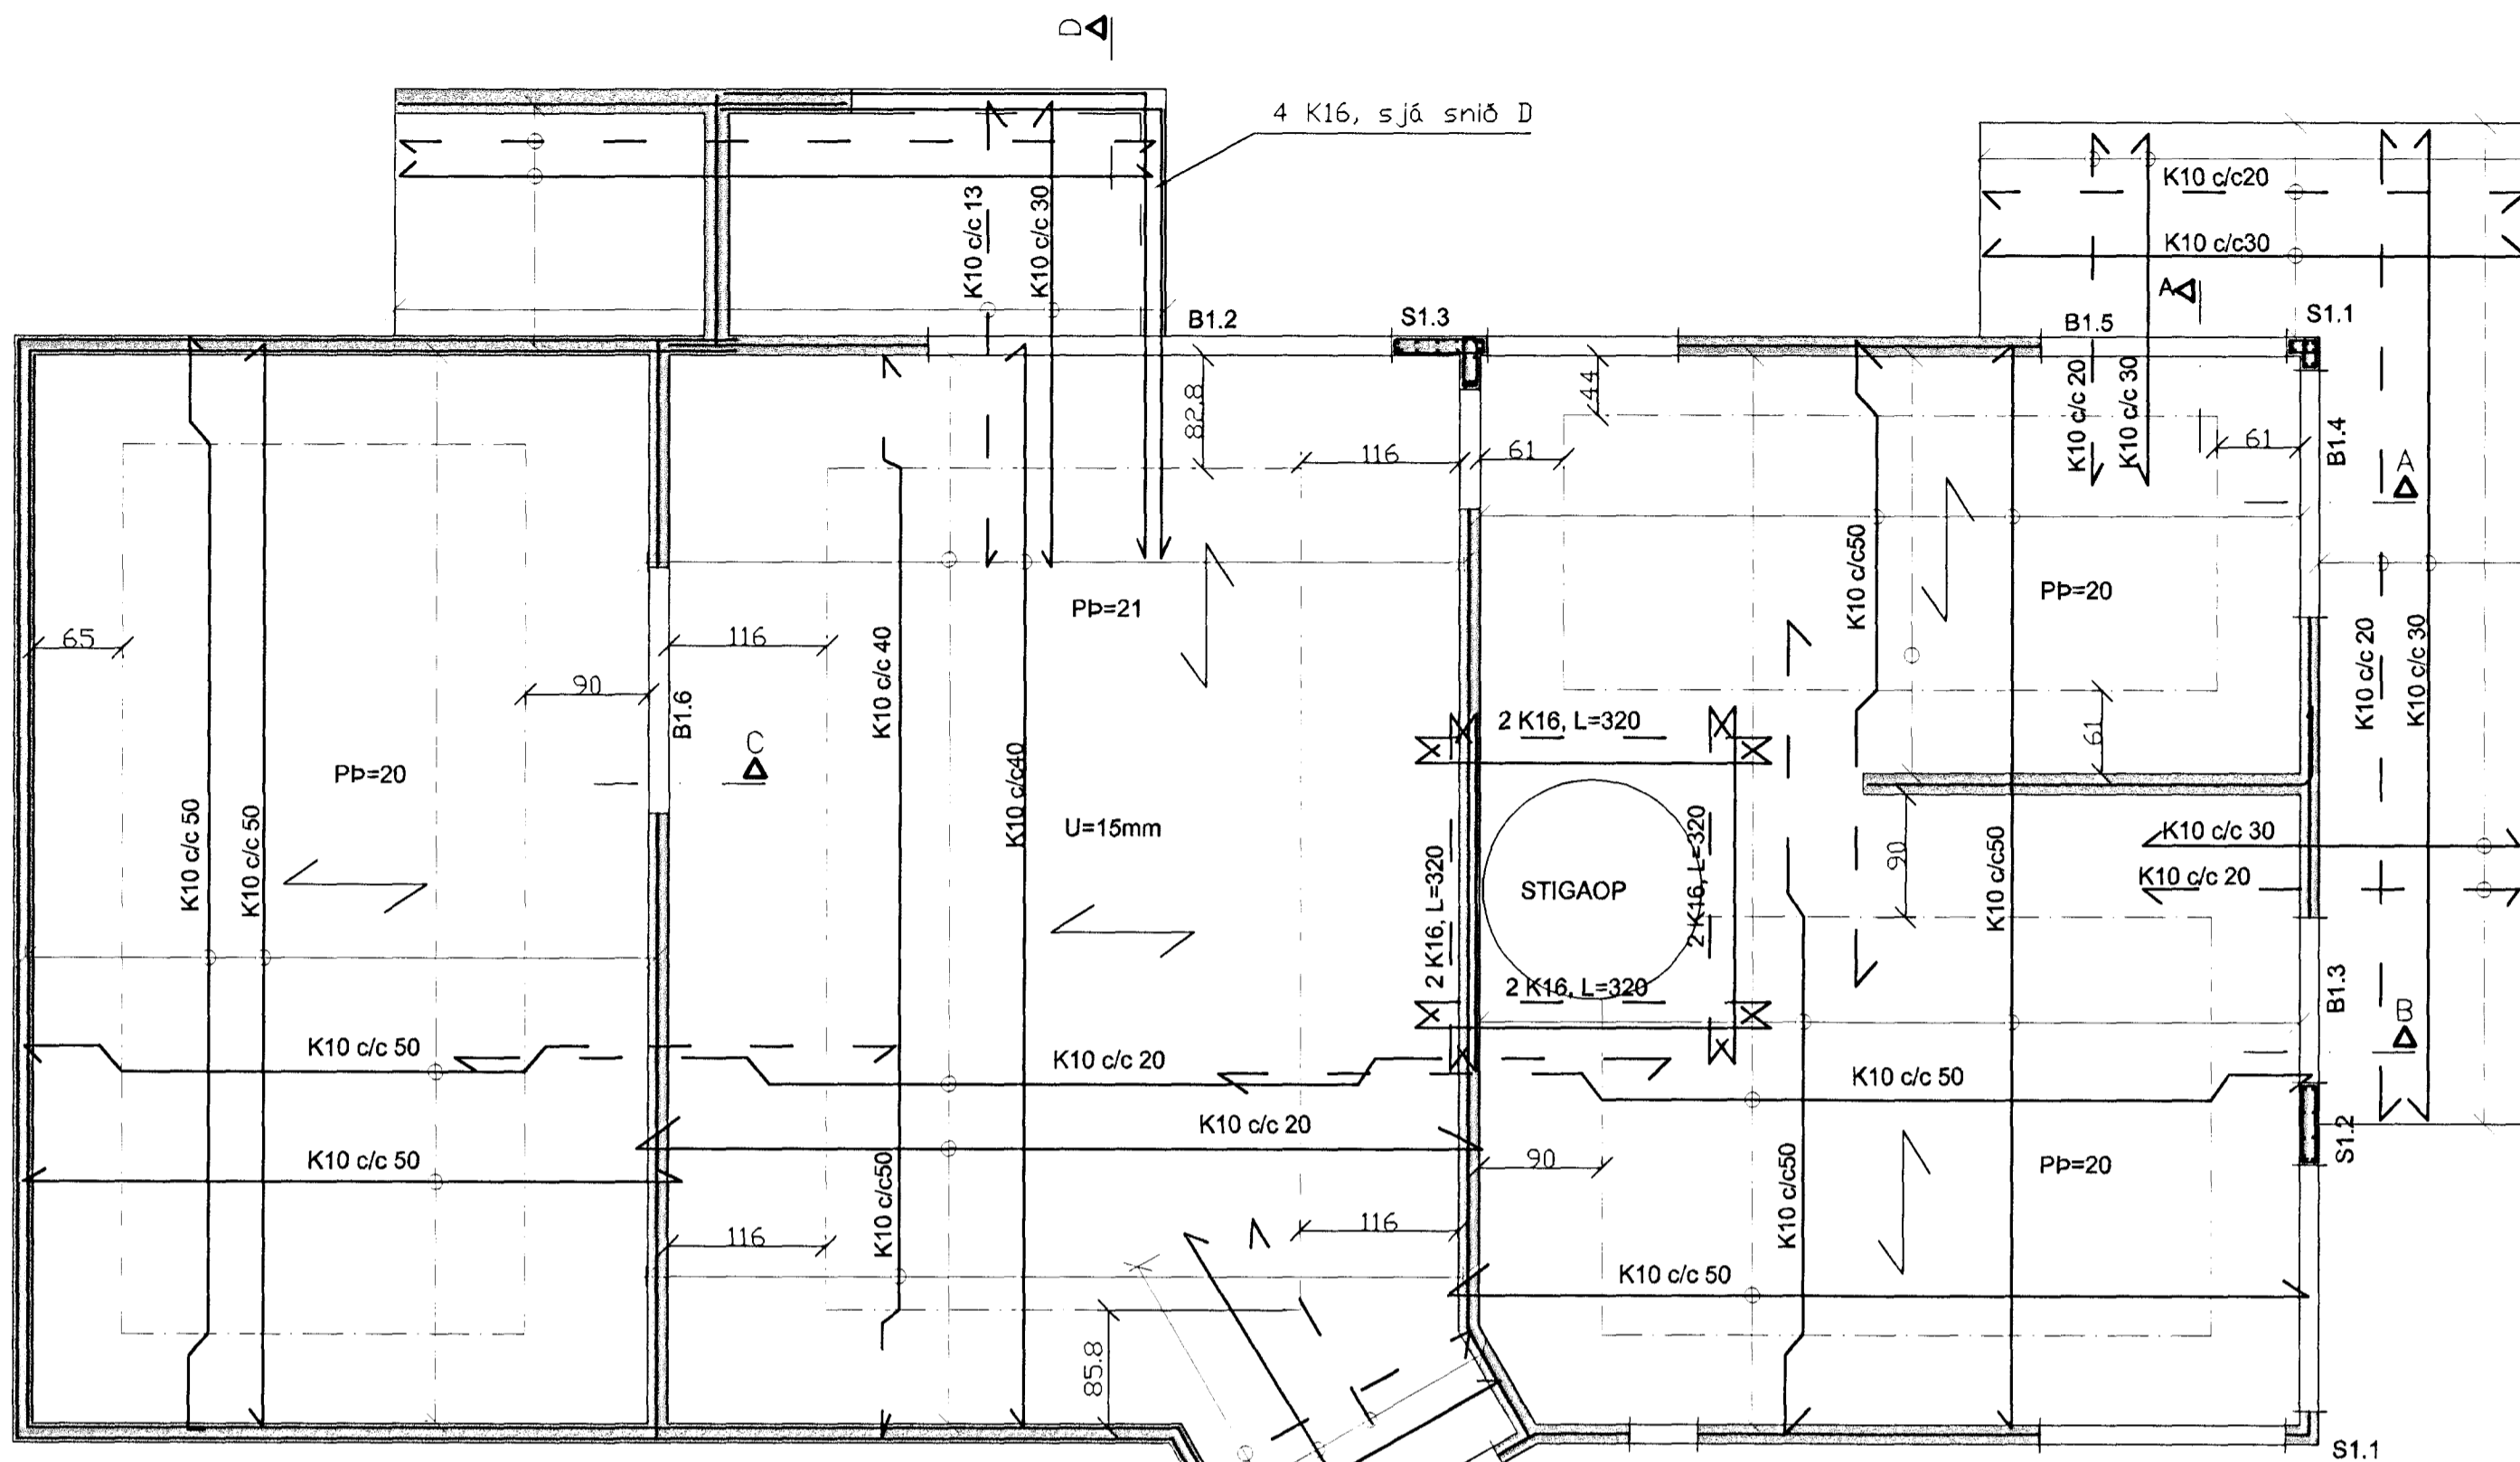 D
4 K16, sjá snið D
K10 c/c20
K10 c/c30
K10 c/c 13
K10 c/c 30
A
B1.2
S1.3
B1.5
S1.1
82.8
44
K10 c/c 20
K10 c/c 30
116
61
61
B1.4
A
K10 c/c50
PÞ=21
PÞ=20
65
116
90
B1.6
K10 c/c 40
K10 c/c 20
K10 c/c 30
2 K16, L=320
61
C
PÞ=20
K10 c/c40
U=15mm
K10 c/c 50
K10 c/c 50
2 K16, L=320
STIGAOP
2 K16, L=320
90
K10 c/c50
K10 c/c 30
K10 c/c 20
2 K16, L=320
B1.3
B
K10 c/c 50
K10 c/c 20
K10 c/c 50
K10 c/c 20
S1.2
K10 c/c 50
90
PÞ=20
K10 c/c50
K10 c/c50
116
116
K10 c/c 50
85.8
S1.1